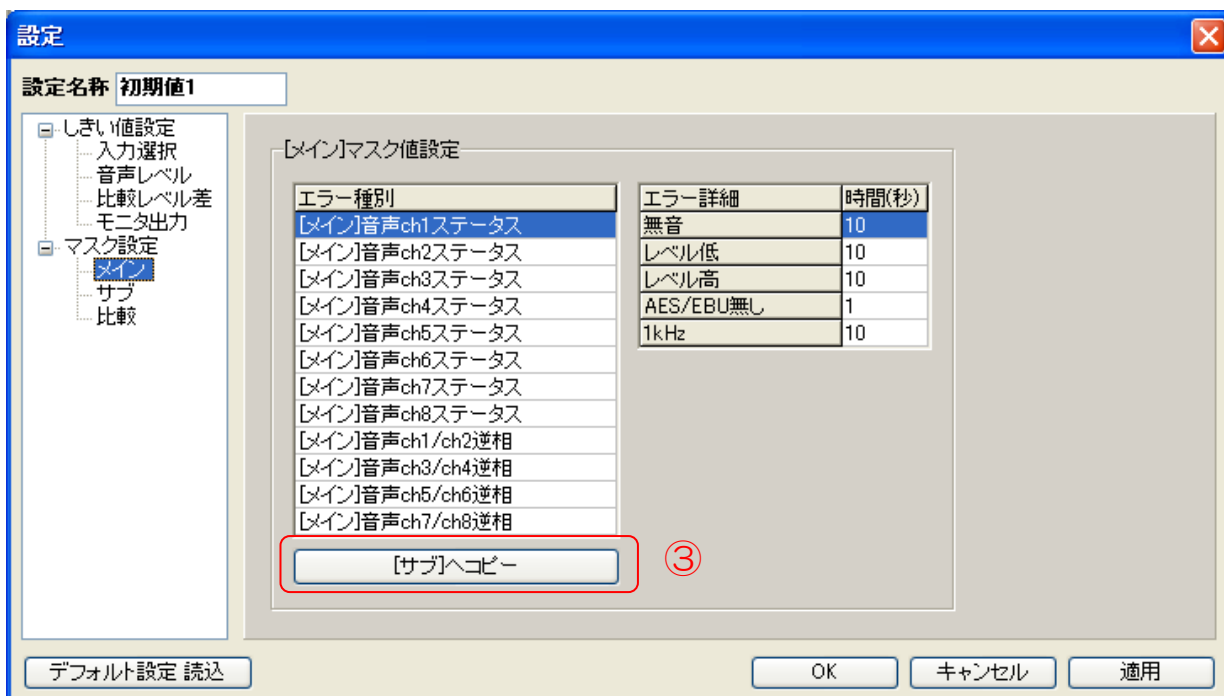 設定
設定名称 初期値1
しきい値設定
入力選択
音声レベル
比較レベル差
モニタ出力
マスク設定
メイン
サブ
比較
[メイン]マスク値設定
エラー種別
[メイン]音声ch1ステータス
[メイン]音声ch2ステータス
[メイン]音声ch3ステータス
[メイン]音声ch4ステータス
[メイン]音声ch5ステータス
[メイン]音声ch6ステータス
[メイン]音声ch7ステータス
[メイン]音声ch8ステータス
[メイン]音声ch1/ch2逆相
[メイン]音声ch3/ch4逆相
[メイン]音声ch5/ch6逆相
[メイン]音声ch7/ch8逆相
エラー詳細 時間(秒)
無音 10
レベル低 10
レベル高 10
AES/EBU無し 1
1kHz 10
[サブ]へコピー ③
デフォルト設定 読込 OK キャンセル 適用